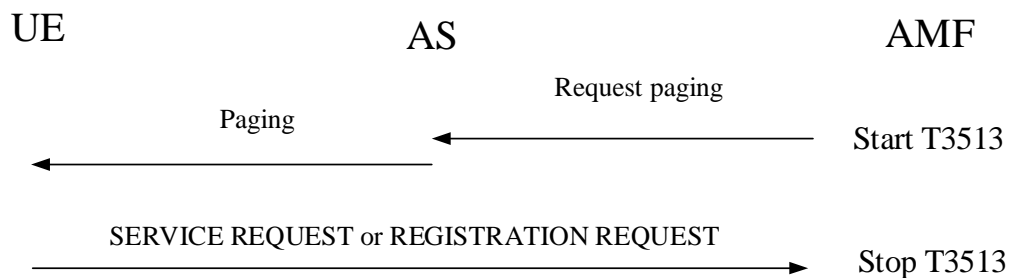 UE
AS
AMF
Request paging
Paging
Start T3513
SERVICE REQUEST or REGISTRATION REQUEST
Stop T3513